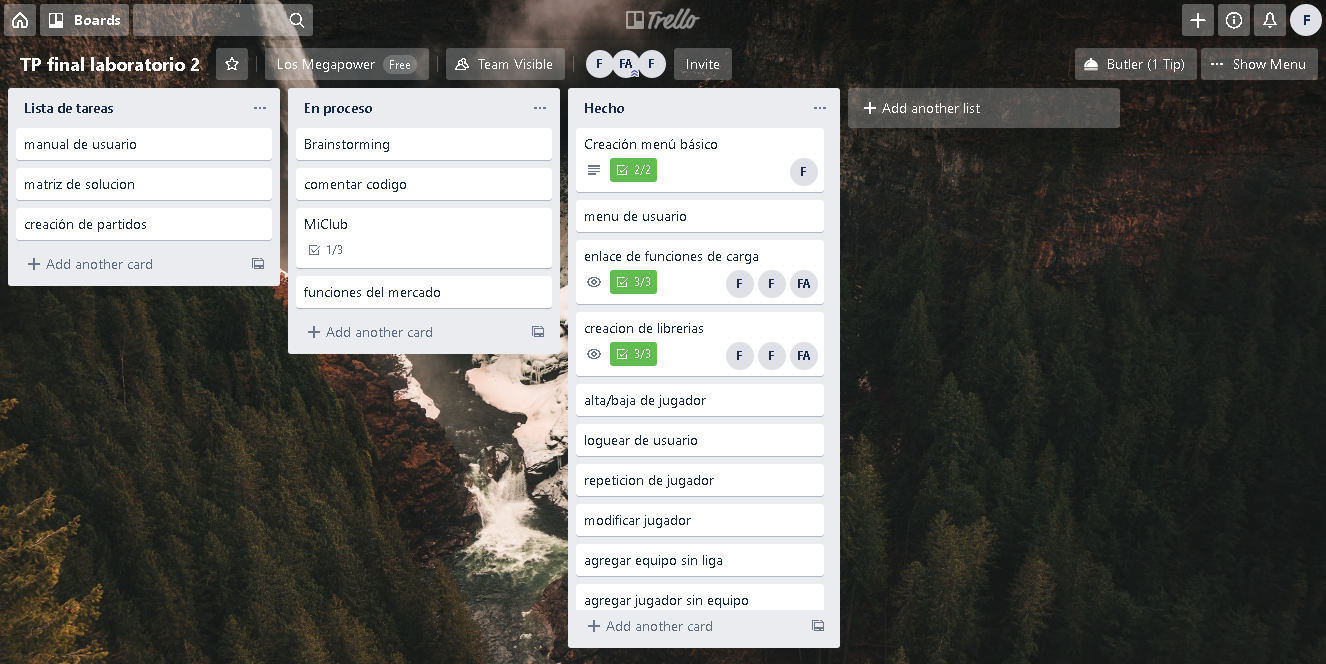 Boards
Trello
F
TP final laboratorio 2
Los Megapower Free
Team Visible
F FA F
Invite
Butler (1 Tip)
Show Menu
Lista de tareas
manual de usuario
matriz de solucion
creación de partidos
Add another card
En proceso
Brainstorming
comentar codigo
MiClub
1/3
funciones del mercado
Add another card
Hecho
Creación menú básico
2/2
F
menu de usuario
enlace de funciones de carga
3/3
F F FA
creacion de librerias
3/3
F F FA
alta/baja de jugador
loguear de usuario
repeticion de jugador
modificar jugador
agregar equipo sin liga
agregar jugador sin equipo
Add another card
Add another list